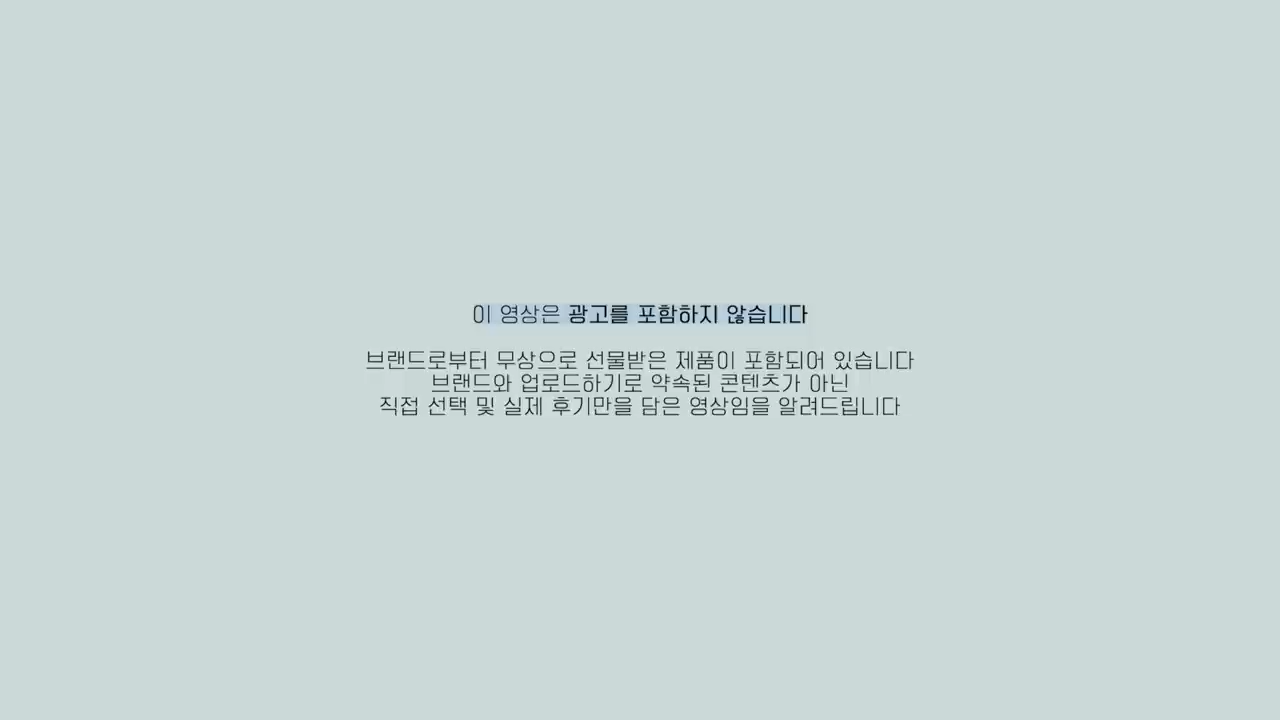 이 영상은 광고를 포함하지 않습니다
브랜드로부터 무상으로 선물받은 제품이 포함되어 있습니다
브랜드와 업로드하기로 약속된 콘텐츠가 아닌
직접 선택 및 실제 후기만을 담은 영상임을 알려드립니다